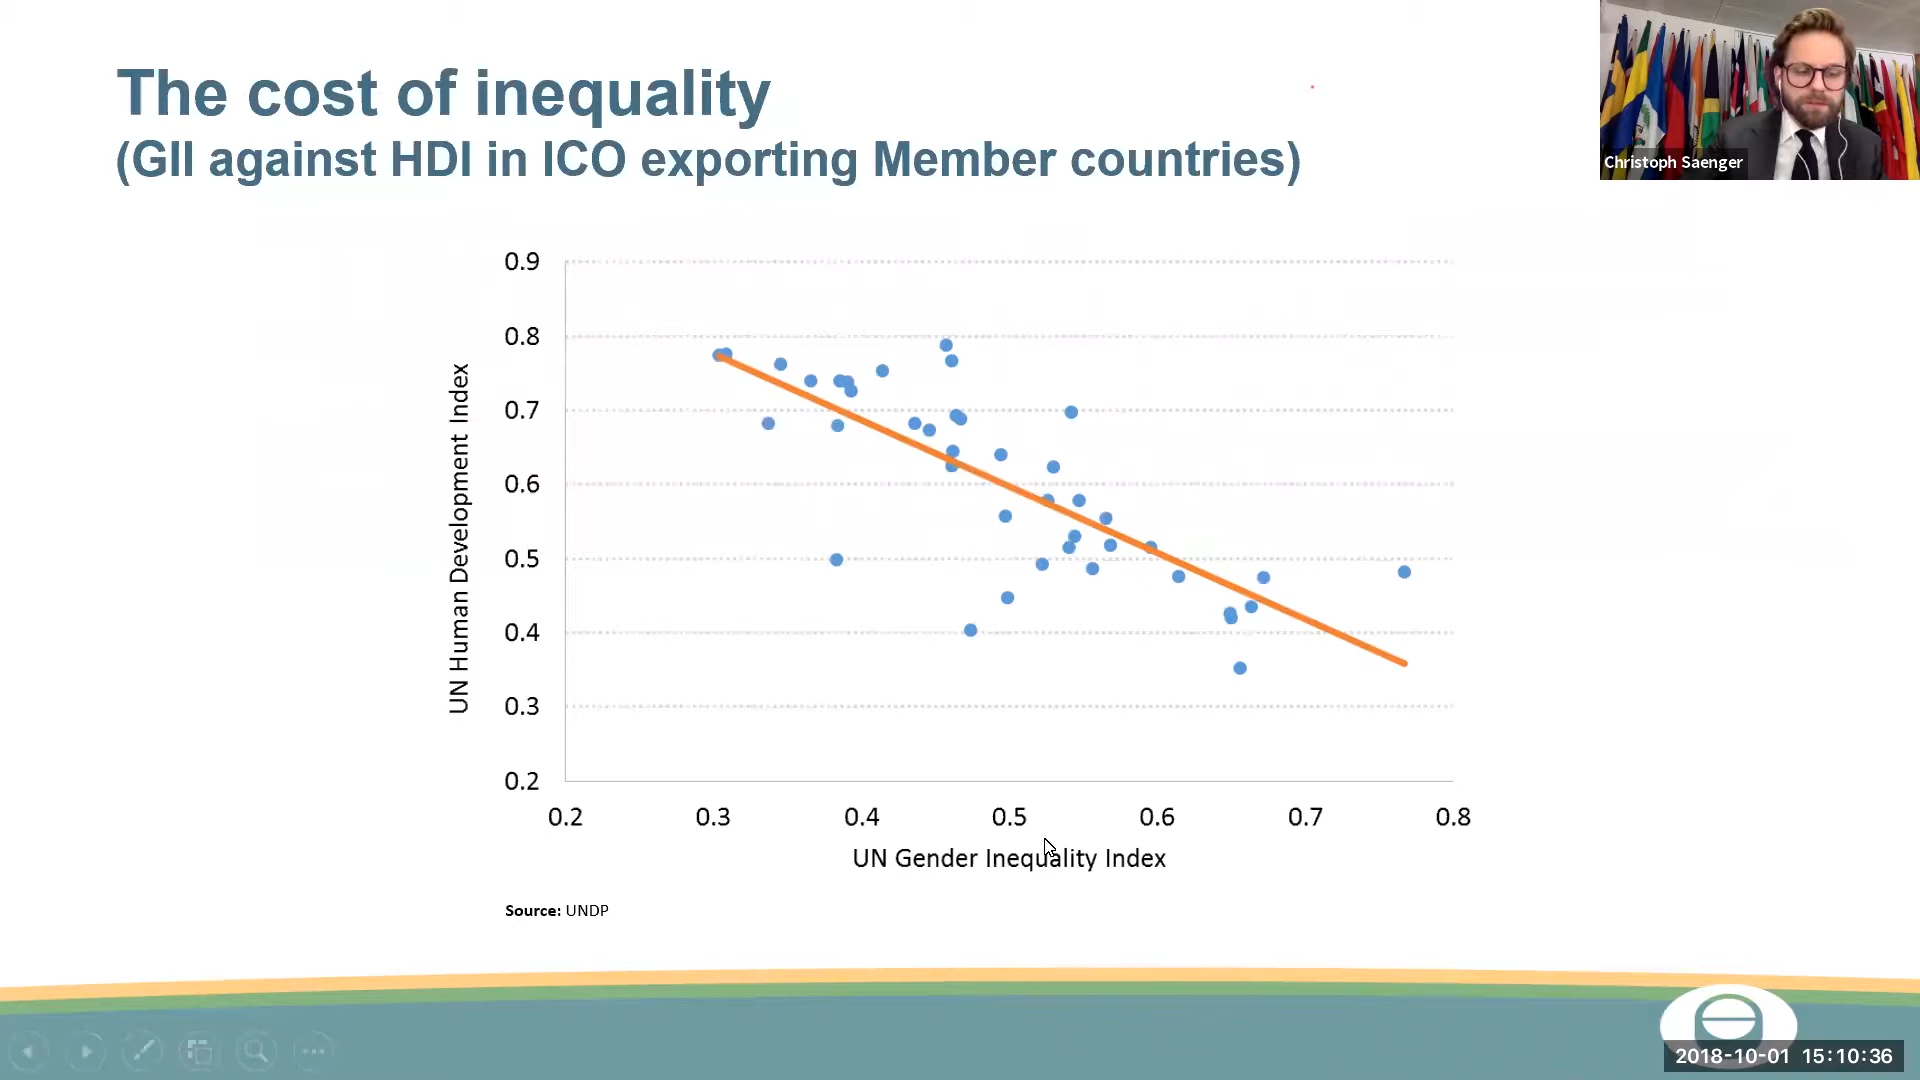 The cost of inequality
(GII against HDI in ICO exporting Member countries)
Christoph Saenger
UN Human Development Index
0.9
0.8
0.7
0.6
0.5
0.4
0.3
0.2
0.2 0.3 0.4 0.5 0.6 0.7 0.8
UN Gender Inequality Index
Source: UNDP
2018-10-01 15:10:36